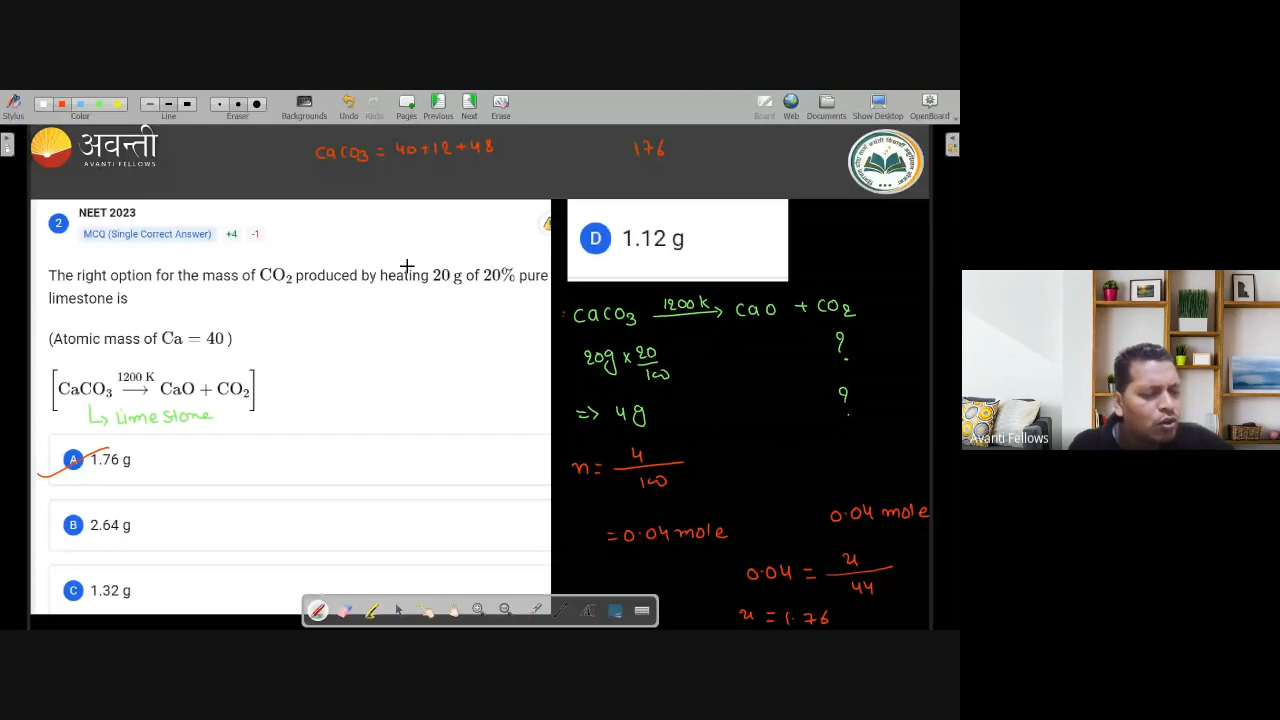 Stylus
Color
Line
Backgrounds
Undo
Redo
Pages
Previous
Next
Erase
Board
Web
Documents
Show Desktop
OpenBoard
अवन्ती
AVANTI FELLOWS
CaCO3 = 40+12+48
176
2
NEET 2023
MCQ (Single Correct Answer)
+4
-1
The right option for the mass of CO₂ produced by heating 20 g of 20% pure
limestone is
(Atomic mass of Ca = 40 )
[CaCO₃ 1200 K → CaO + CO₂]
↳ Lime stone
A 1.76 g
B 2.64 g
C 1.32 g
D 1.12 g
CaCO3 1200K → CaO + CO2
20g × 20/100
?
=> 4g
?
n = 4/100
= 0.04 mole
0.04 mole
0.04 = x/44
x = 1.76
Avanti Fellows